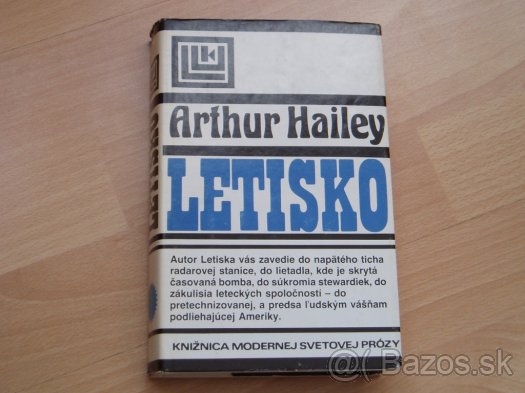 Arthur Hailey
LETISKO
Autor Letiska vás zavedie do napätého ticha
radarovej stanice, do lietadla, kde je skrytá
časovaná bomba, do súkromia stewardiek, do
zákulisia leteckých spoločností – do
pretechnizovanej, a predsa ľudským vášňam
podliehajúcej Ameriky.
KNIŽNICA MODERNEJ SVETOVEJ PRÓZY
Bazos.sk